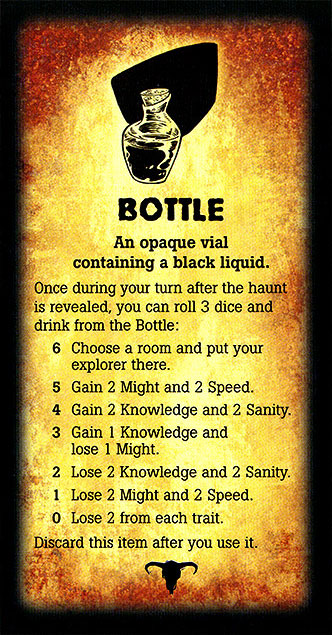 BOTTLE
An opaque vial
containing a black liquid.
Once during your turn after the haunt
is revealed, you can roll 3 dice and
drink from the Bottle:
6 Choose a room and put your
explorer there.
5 Gain 2 Might and 2 Speed.
4 Gain 2 Knowledge and 2 Sanity.
3 Gain 1 Knowledge and
lose 1 Might.
2 Lose 2 Knowledge and 2 Sanity.
1 Lose 2 Might and 2 Speed.
0 Lose 2 from each trait.
Discard this item after you use it.